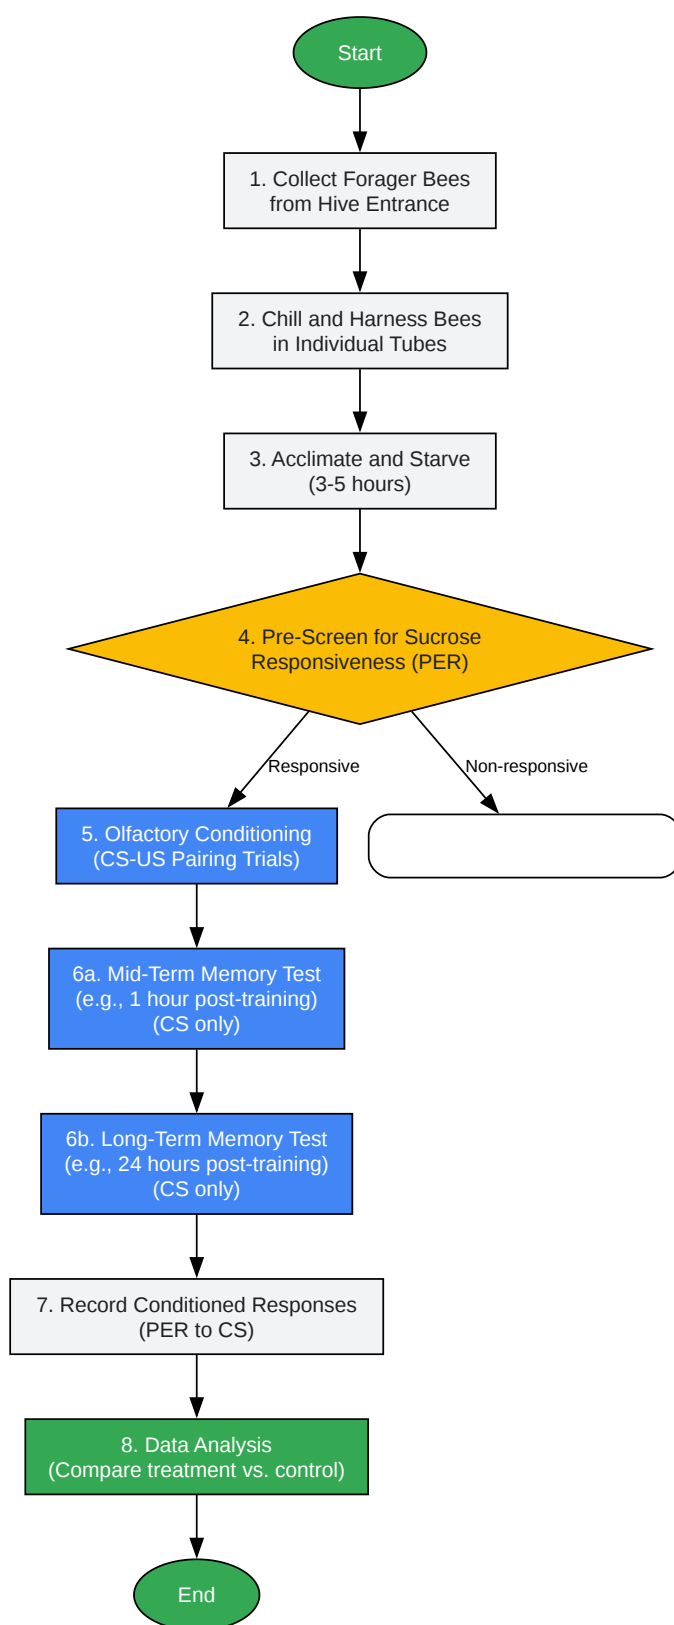 Start
1. Collect Forager Bees
from Hive Entrance
2. Chill and Harness Bees
in Individual Tubes
3. Acclimate and Starve
(3-5 hours)
4. Pre-Screen for Sucrose
Responsiveness (PER)
Responsive
Non-responsive
5. Olfactory Conditioning
(CS-US Pairing Trials)
6a. Mid-Term Memory Test
(e.g., 1 hour post-training)
(CS only)
6b. Long-Term Memory Test
(e.g., 24 hours post-training)
(CS only)
7. Record Conditioned Responses
(PER to CS)
8. Data Analysis
(Compare treatment vs. control)
End